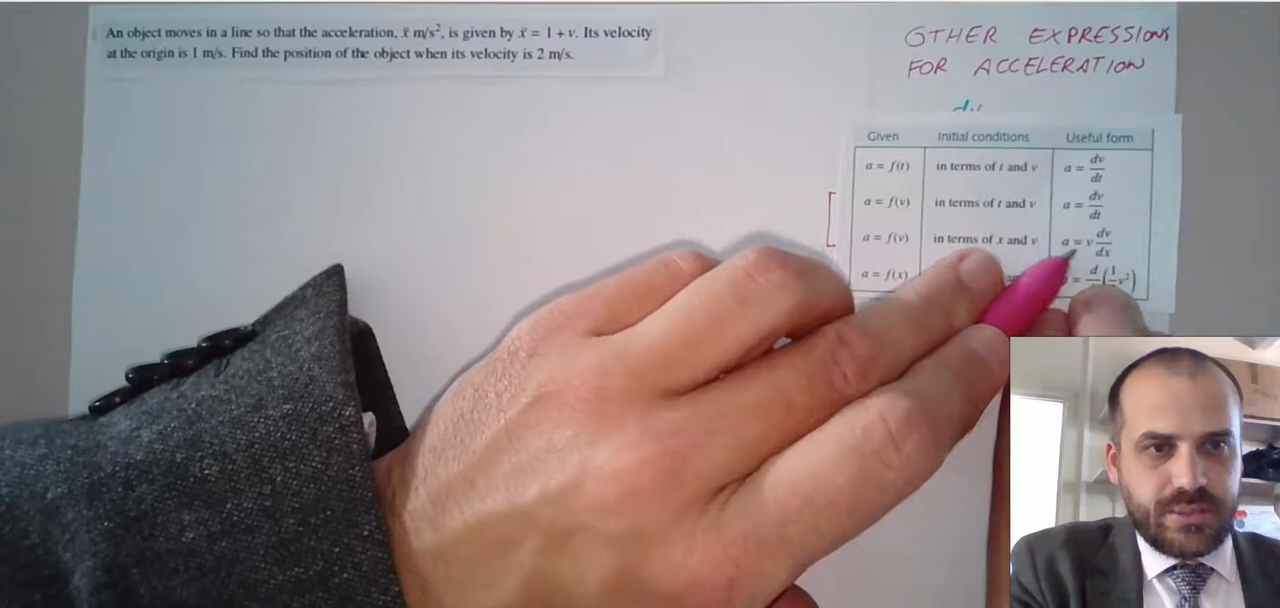 An object moves in a line so that the acceleration, ẍ m/s², is given by ẍ = 1 + v. Its velocity
at the origin is 1 m/s. Find the position of the object when its velocity is 2 m/s.
OTHER EXPRESSIONS
FOR ACCELERATION
Given Initial conditions Useful form
a = f(t) in terms of t and v a = dv/dt
a = f(v) in terms of t and v a = dv/dt
a = f(v) in terms of x and v a = v dv/dx
a = f(x) = d (½v²)